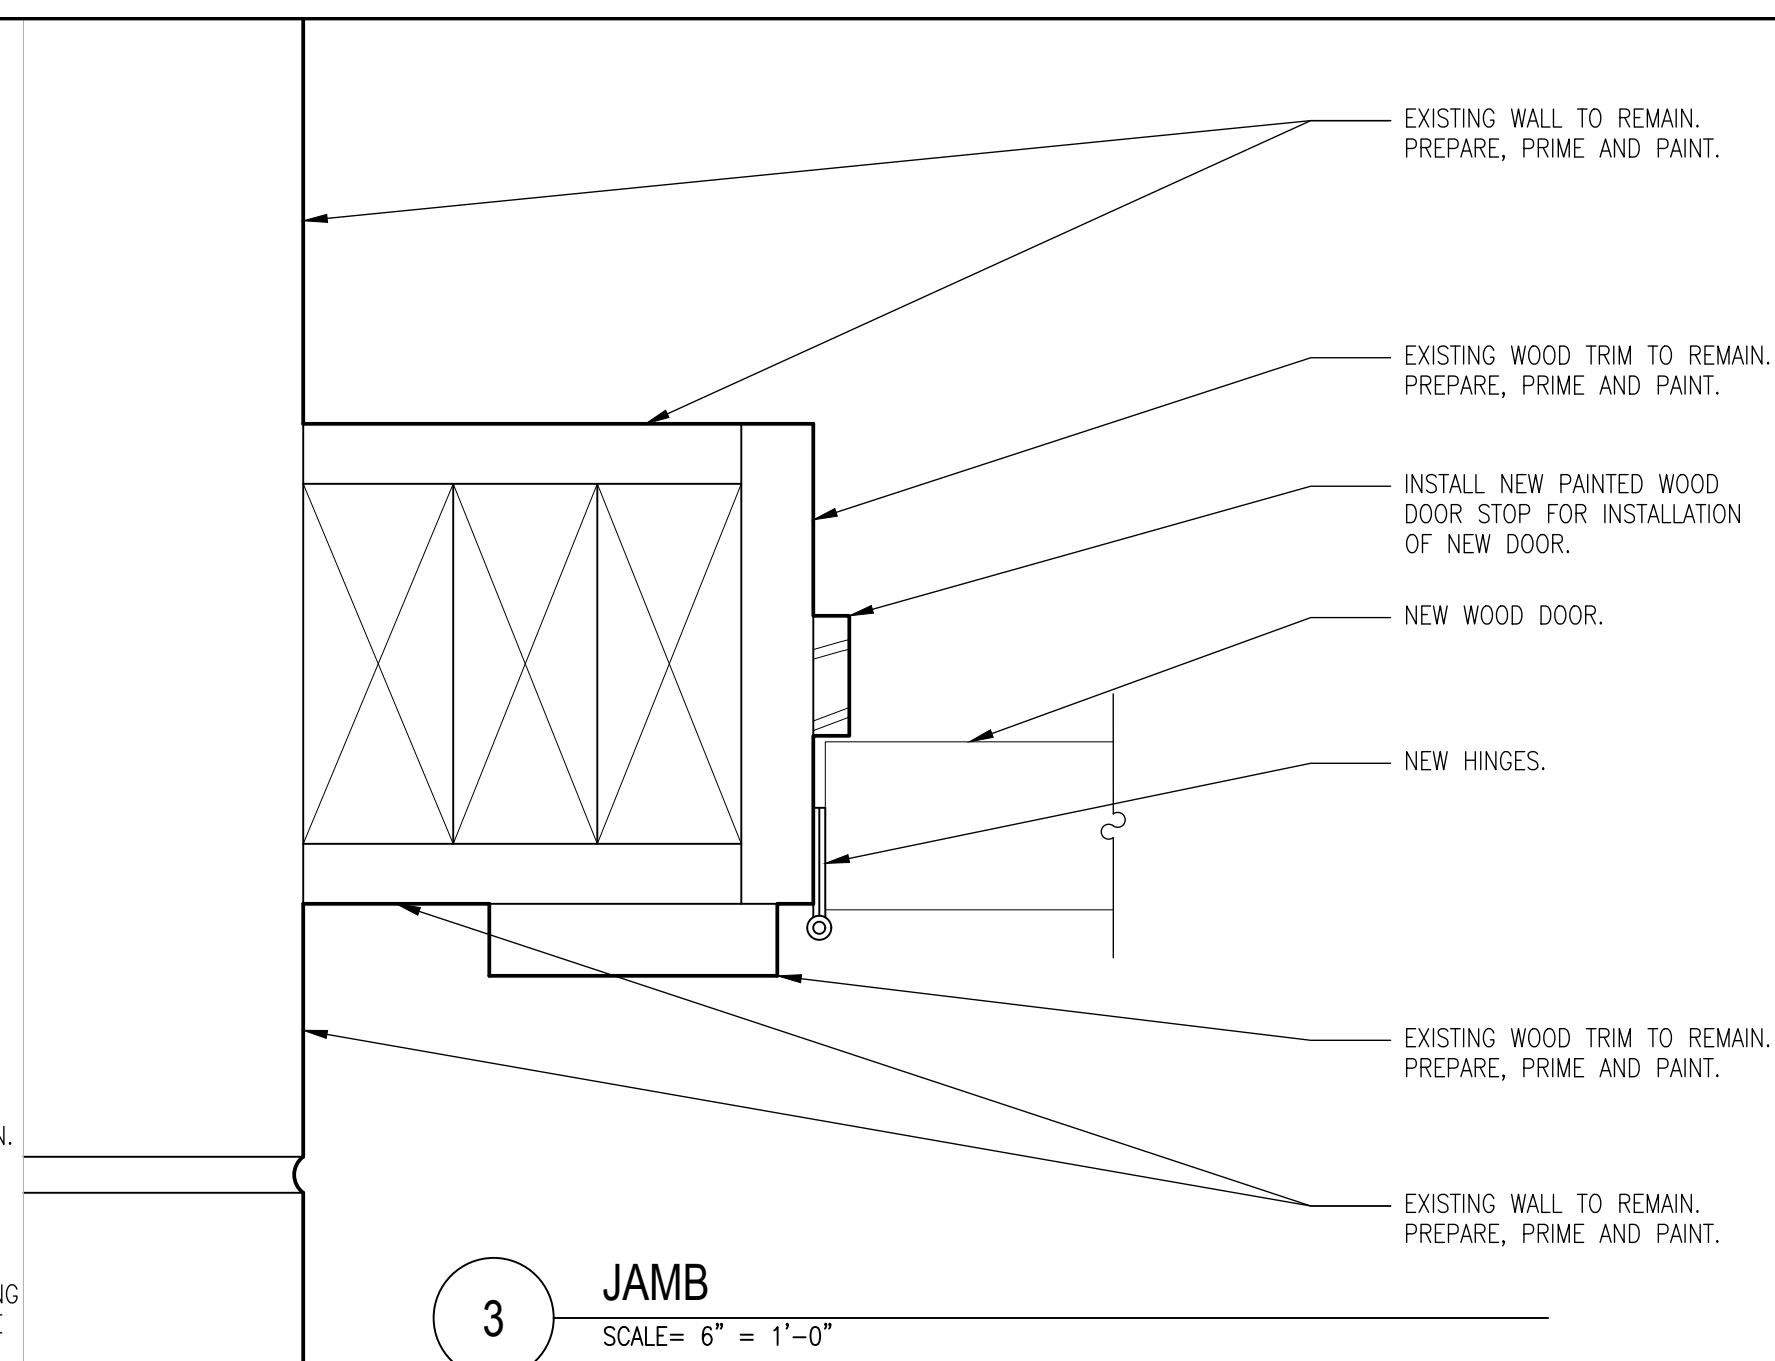 EXISTING WALL TO REMAIN.
PREPARE, PRIME AND PAINT.
EXISTING WOOD TRIM TO REMAIN.
PREPARE, PRIME AND PAINT.
INSTALL NEW PAINTED WOOD
DOOR STOP FOR INSTALLATION
OF NEW DOOR.
NEW WOOD DOOR.
NEW HINGES.
EXISTING WOOD TRIM TO REMAIN.
PREPARE, PRIME AND PAINT.
EXISTING WALL TO REMAIN.
PREPARE, PRIME AND PAINT.
3
JAMB
SCALE= 6" = 1'-0"